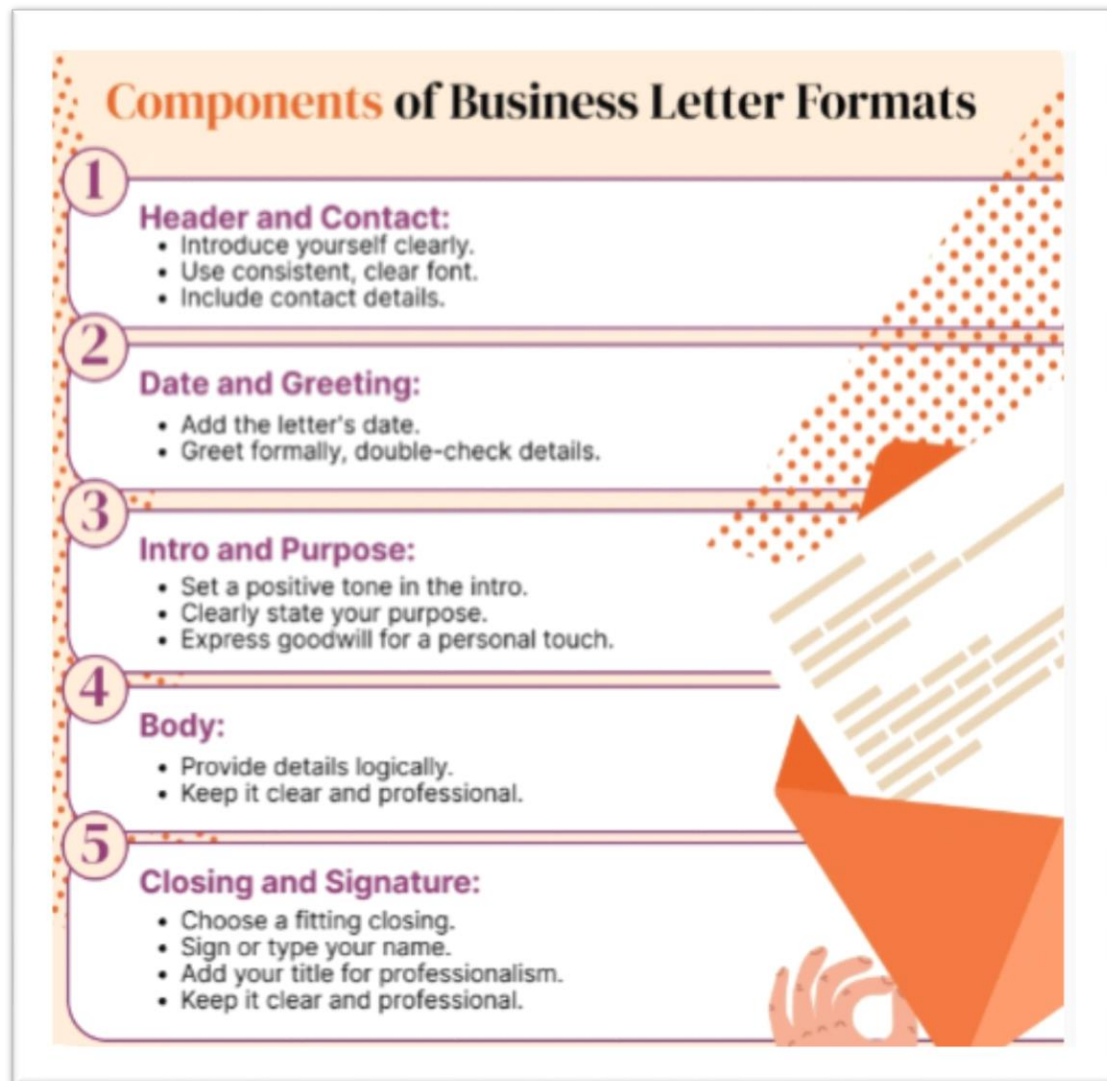 Components of Business Letter Formats
1
Header and Contact:
• Introduce yourself clearly.
• Use consistent, clear font.
• Include contact details.
2
Date and Greeting:
• Add the letter's date.
• Greet formally, double-check details.
3
Intro and Purpose:
• Set a positive tone in the intro.
• Clearly state your purpose.
• Express goodwill for a personal touch.
4
Body:
• Provide details logically.
• Keep it clear and professional.
5
Closing and Signature:
• Choose a fitting closing.
• Sign or type your name.
• Add your title for professionalism.
• Keep it clear and professional.